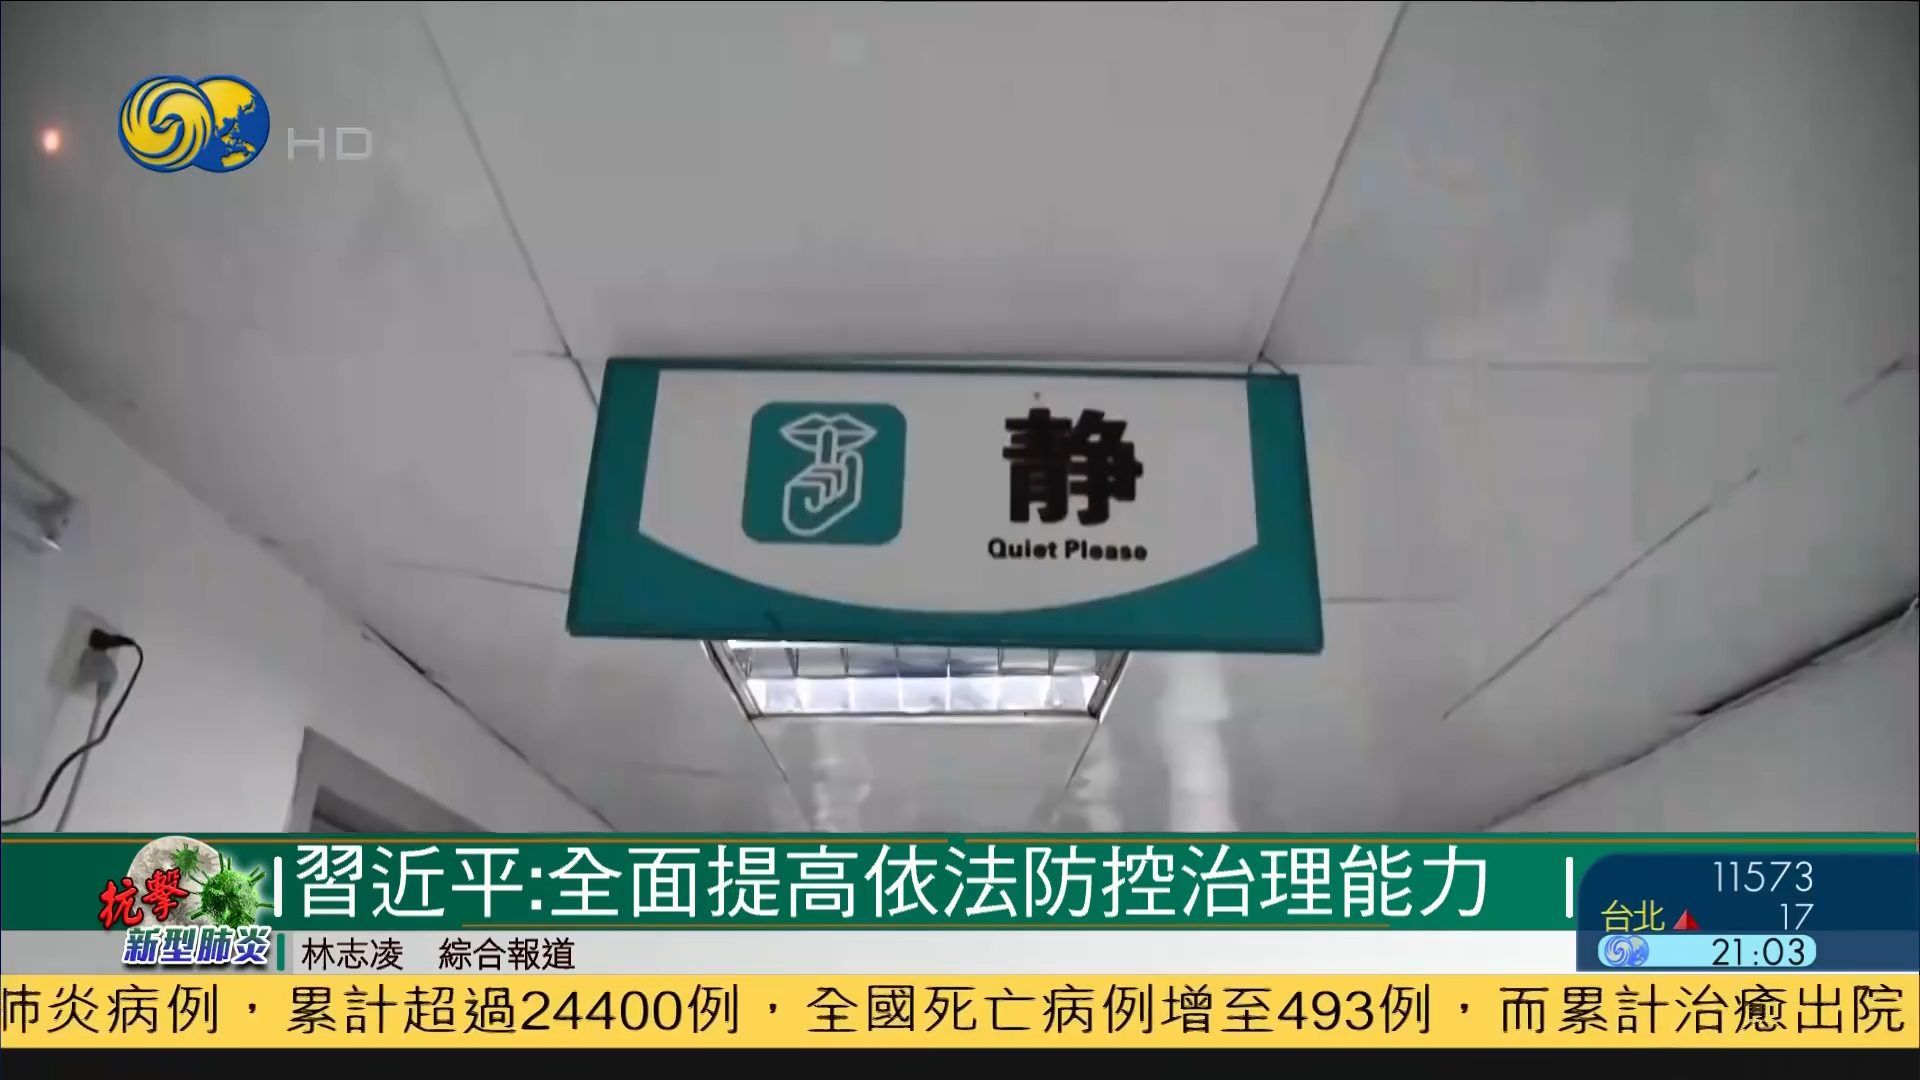 HD
静
Quiet Please
習近平:全面提高依法防控治理能力
抗擊
新型肺炎
林志凌 綜合報道
11573
台北 17
21:03
肺炎病例，累計超過24400例，全國死亡病例增至493例，而累計治癒出院